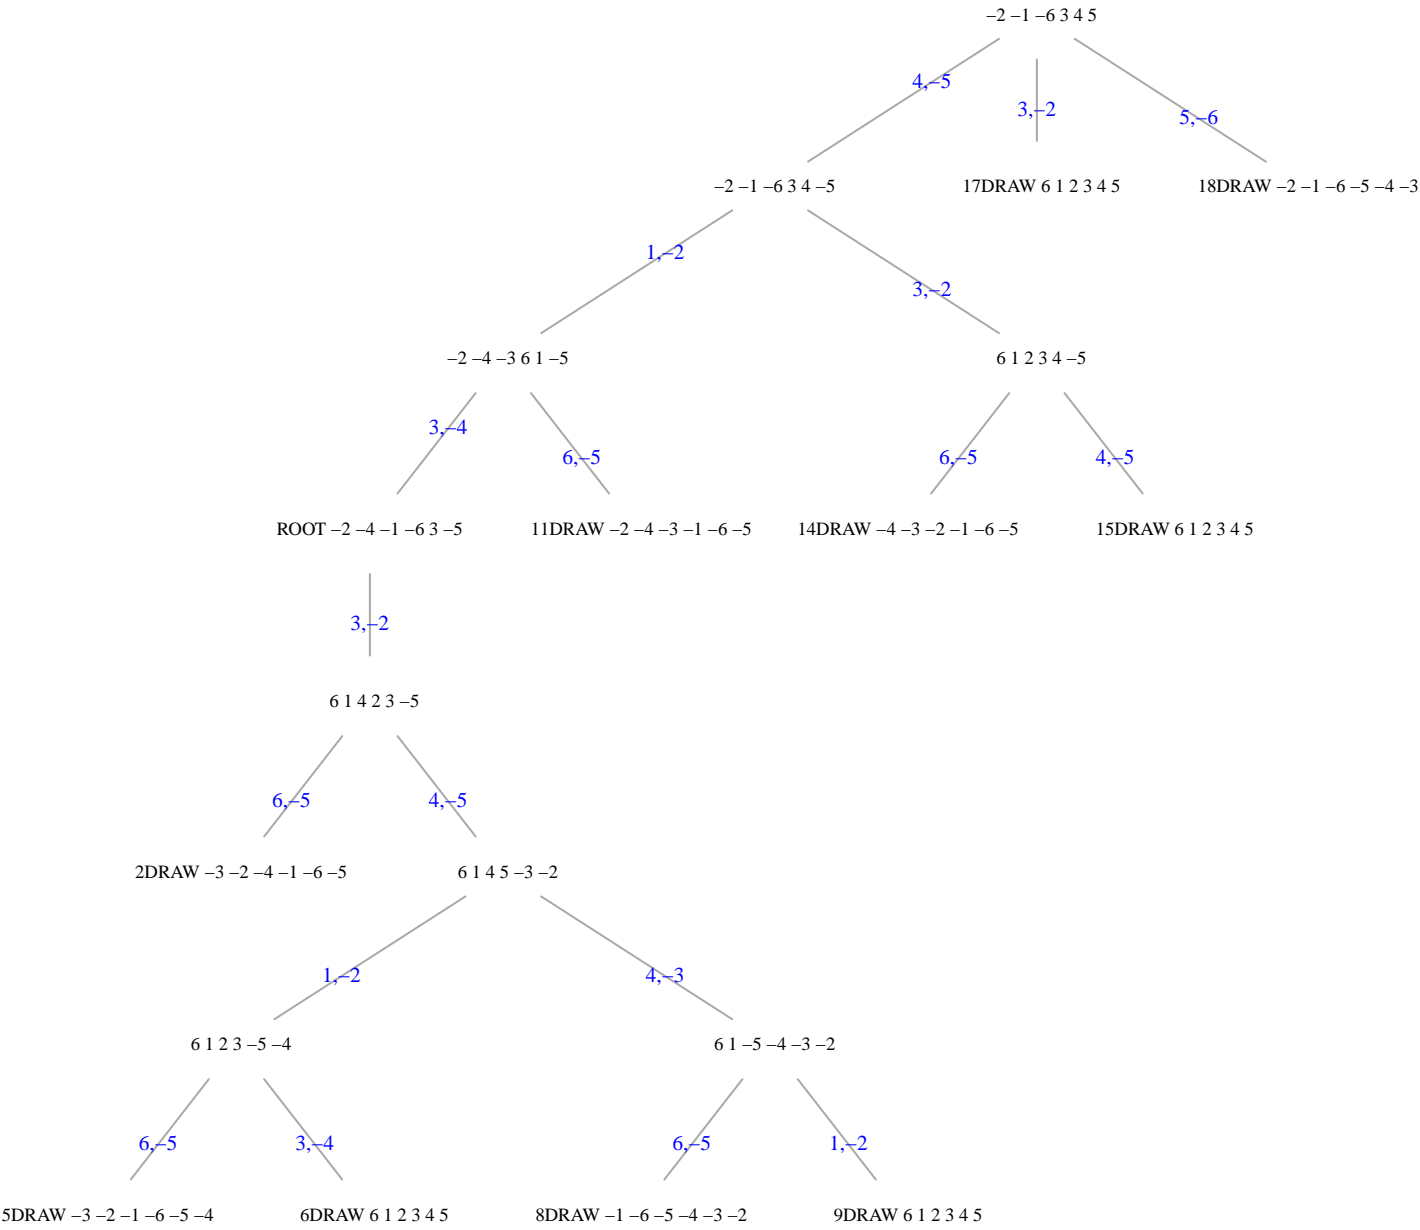 –2 –1 –6 3 4 5
4,–5
3,–2
5,–6
–2 –1 –6 3 4 –5
17DRAW 6 1 2 3 4 5
18DRAW –2 –1 –6 –5 –4 –3
1,–2
3,–2
–2 –4 –3 6 1 –5
6 1 2 3 4 –5
3,–4
6,–5
6,–5
4,–5
ROOT –2 –4 –1 –6 3 –5
11DRAW –2 –4 –3 –1 –6 –5
14DRAW –4 –3 –2 –1 –6 –5
15DRAW 6 1 2 3 4 5
3,–2
6 1 4 2 3 –5
6,–5
4,–5
2DRAW –3 –2 –4 –1 –6 –5
6 1 4 5 –3 –2
1,–2
4,–3
6 1 2 3 –5 –4
6 1 –5 –4 –3 –2
6,–5
3,–4
6,–5
1,–2
5DRAW –3 –2 –1 –6 –5 –4
6DRAW 6 1 2 3 4 5
8DRAW –1 –6 –5 –4 –3 –2
9DRAW 6 1 2 3 4 5